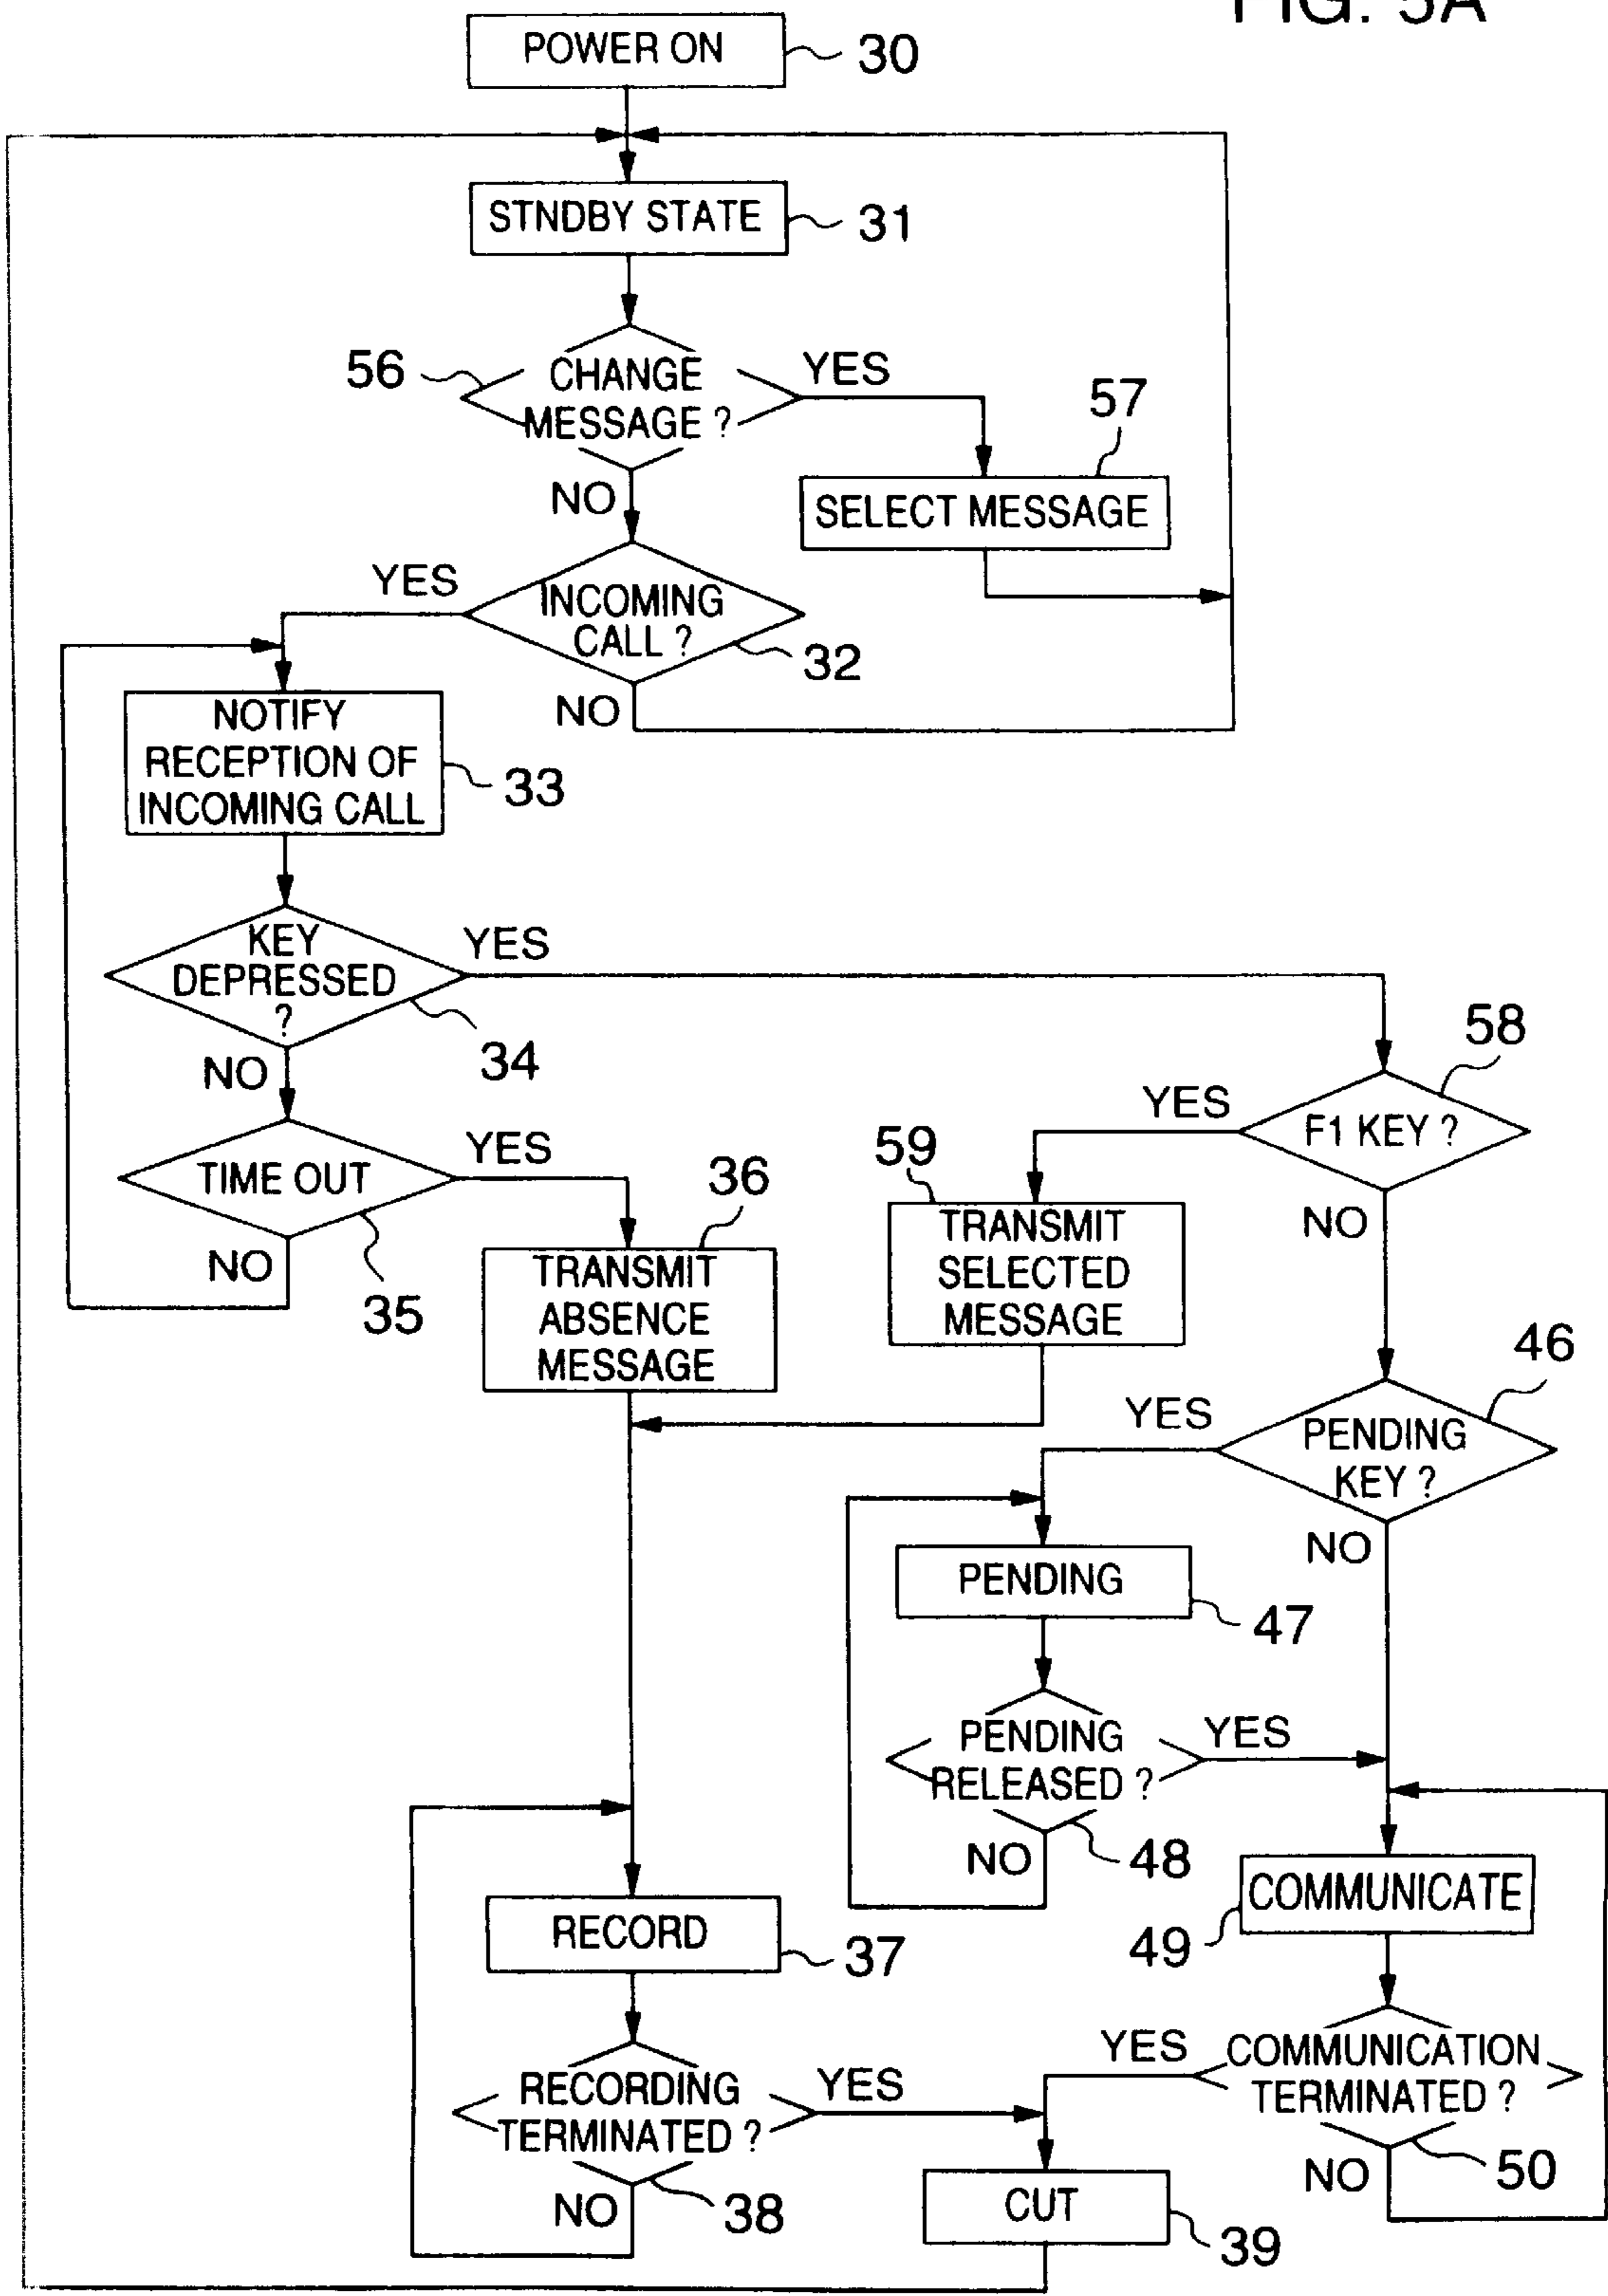 FIG. 5A
POWER ON
30
STNDBY STATE
31
56
CHANGE
MESSAGE ?
YES
57
NO
SELECT MESSAGE
YES
INCOMING
CALL ?
32
NO
NOTIFY
RECEPTION OF
INCOMING CALL
33
KEY
DEPRESSED
?
YES
34
NO
58
YES
F1 KEY ?
TIME OUT
YES
36
59
NO
NO
35
TRANSMIT
ABSENCE
MESSAGE
TRANSMIT
SELECTED
MESSAGE
46
YES
PENDING
KEY ?
NO
PENDING
47
PENDING
RELEASED ?
YES
NO
48
COMMUNICATE
49
RECORD
37
YES
COMMUNICATION
TERMINATED ?
RECORDING
TERMINATED ?
YES
NO
50
NO
38
CUT
39